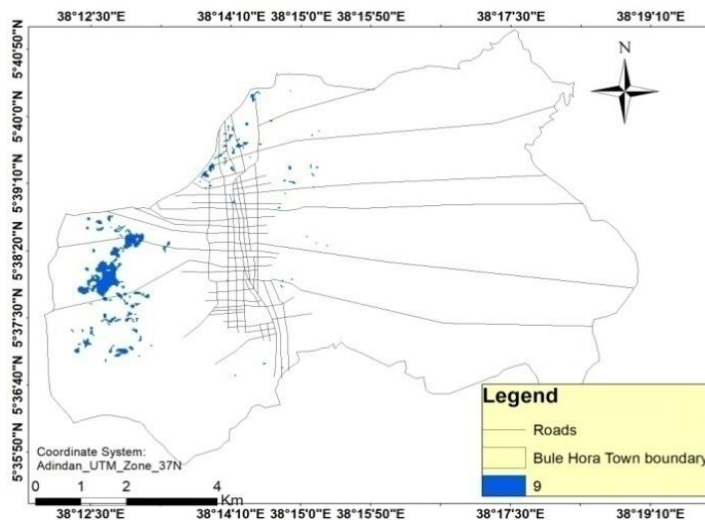 38°12'30"E 38°14'10"E 38°15'0"E 38°15'50"E 38°17'30"E 38°19'10"E
N
5°40'5"N
5°40'0"N
5°39'10"N
5°38'20"N
5°37'30"N
5°36'40"N
5°35'50"N
Legend
Roads
Bule Hora Town boundary
9
Coordinate System:
Adindan_UTM_Zone_37N
0 1 2 4
Km
38°12'30"E 38°14'10"E 38°15'0"E 38°15'50"E 38°17'30"E 38°19'10"E